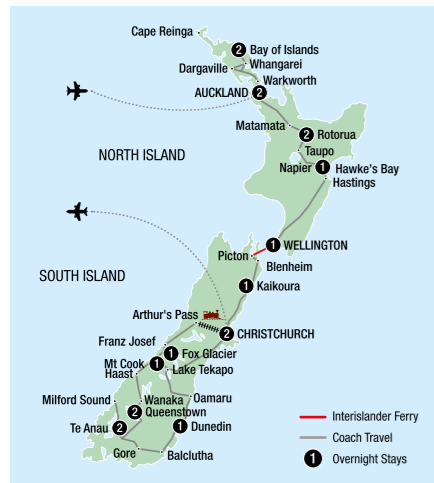 Cape Reinga
2 Bay of Islands
Whangarei
Dargaville
Warkworth
AUCKLAND 2
Matamata
2 Rotorua
Taupo
NORTH ISLAND
Napier 1 Hawke's Bay
Hastings
1 WELLINGTON
Picton
Blenheim
SOUTH ISLAND
1 Kaikoura
Arthur's Pass
2 CHRISTCHURCH
Franz Josef
1 Fox Glacier
Mt Cook 1
Lake Tekapo
Haast
Milford Sound
Wanaka
Oamaru
2 Queenstown
Te Anau 2
1 Dunedin
Gore
Balclutha
Interislander Ferry
Coach Travel
1 Overnight Stays